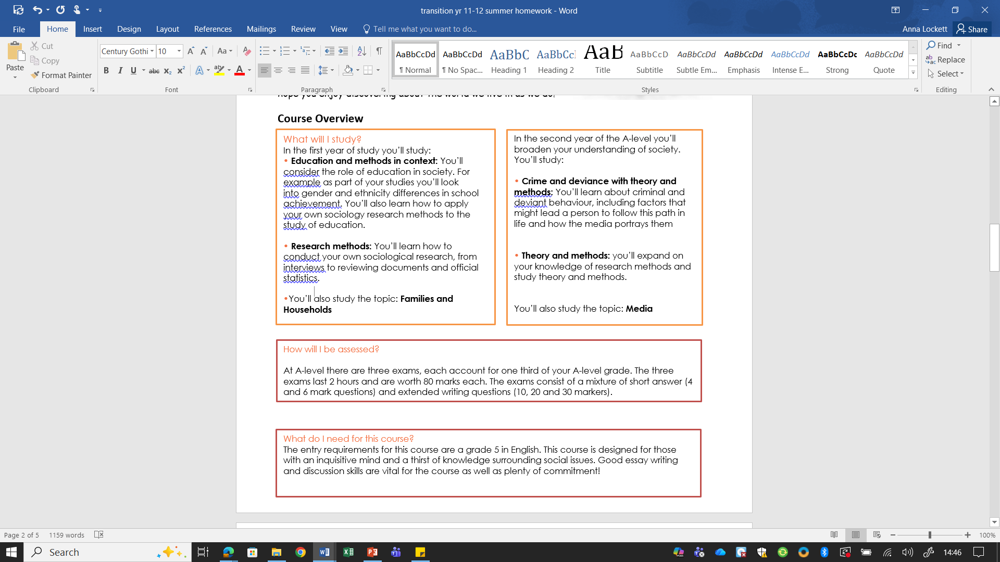 transition yr 11-12 summer homework - Word
File
Home
Insert
Design
Layout
References
Mailings
Review
View
Tell me what you want to do...
Anna Lockett
Share
Paste
Cut
Copy
Format Painter
Clipboard
Century Gothi
10
Font
Paragraph
AaBbCcDd
¶ Normal
AaBbCcDd
¶ No Spac...
AaBbC
Heading 1
AaBbCc
Heading 2
AaB
Title
AaBbCcD
Subtitle
AaBbCcDd
Subtle Em...
AaBbCcDd
Emphasis
AaBbCcDd
Intense E...
AaBbCcDc
Strong
AaBbCcDd
Quote
Styles
Find
Replace
Select
Editing
hope you enjoy discovering about the world we live in as we do!
Course Overview
What will I study?
In the first year of study you'll study:
• Education and methods in context: You'll
consider the role of education in society. For
example as part of your studies you'll look
into gender and ethnicity differences in school
achievement. You'll also learn how to apply
your own sociology research methods to the
study of education.
• Research methods: You'll learn how to
conduct your own sociological research, from
interviews to reviewing documents and official
statistics.
•You'll also study the topic: Families and
Households
In the second year of the A-level you'll
broaden your understanding of society.
You'll study:
• Crime and deviance with theory and
methods: You'll learn about criminal and
deviant behaviour, including factors that
might lead a person to follow this path in
life and how the media portrays them
• Theory and methods: you'll expand on
your knowledge of research methods and
study theory and methods.
You'll also study the topic: Media
How will I be assessed?
At A-level there are three exams, each account for one third of your A-level grade. The three
exams last 2 hours and are worth 80 marks each. The exams consist of a mixture of short answer (4
and 6 mark questions) and extended writing questions (10, 20 and 30 markers).
What do I need for this course?
The entry requirements for this course are a grade 5 in English. This course is designed for those
with an inquisitive mind and a thirst of knowledge surrounding social issues. Good essay writing
and discussion skills are vital for the course as well as plenty of commitment!
Page 2 of 5
1159 words
100%
Search
14:46